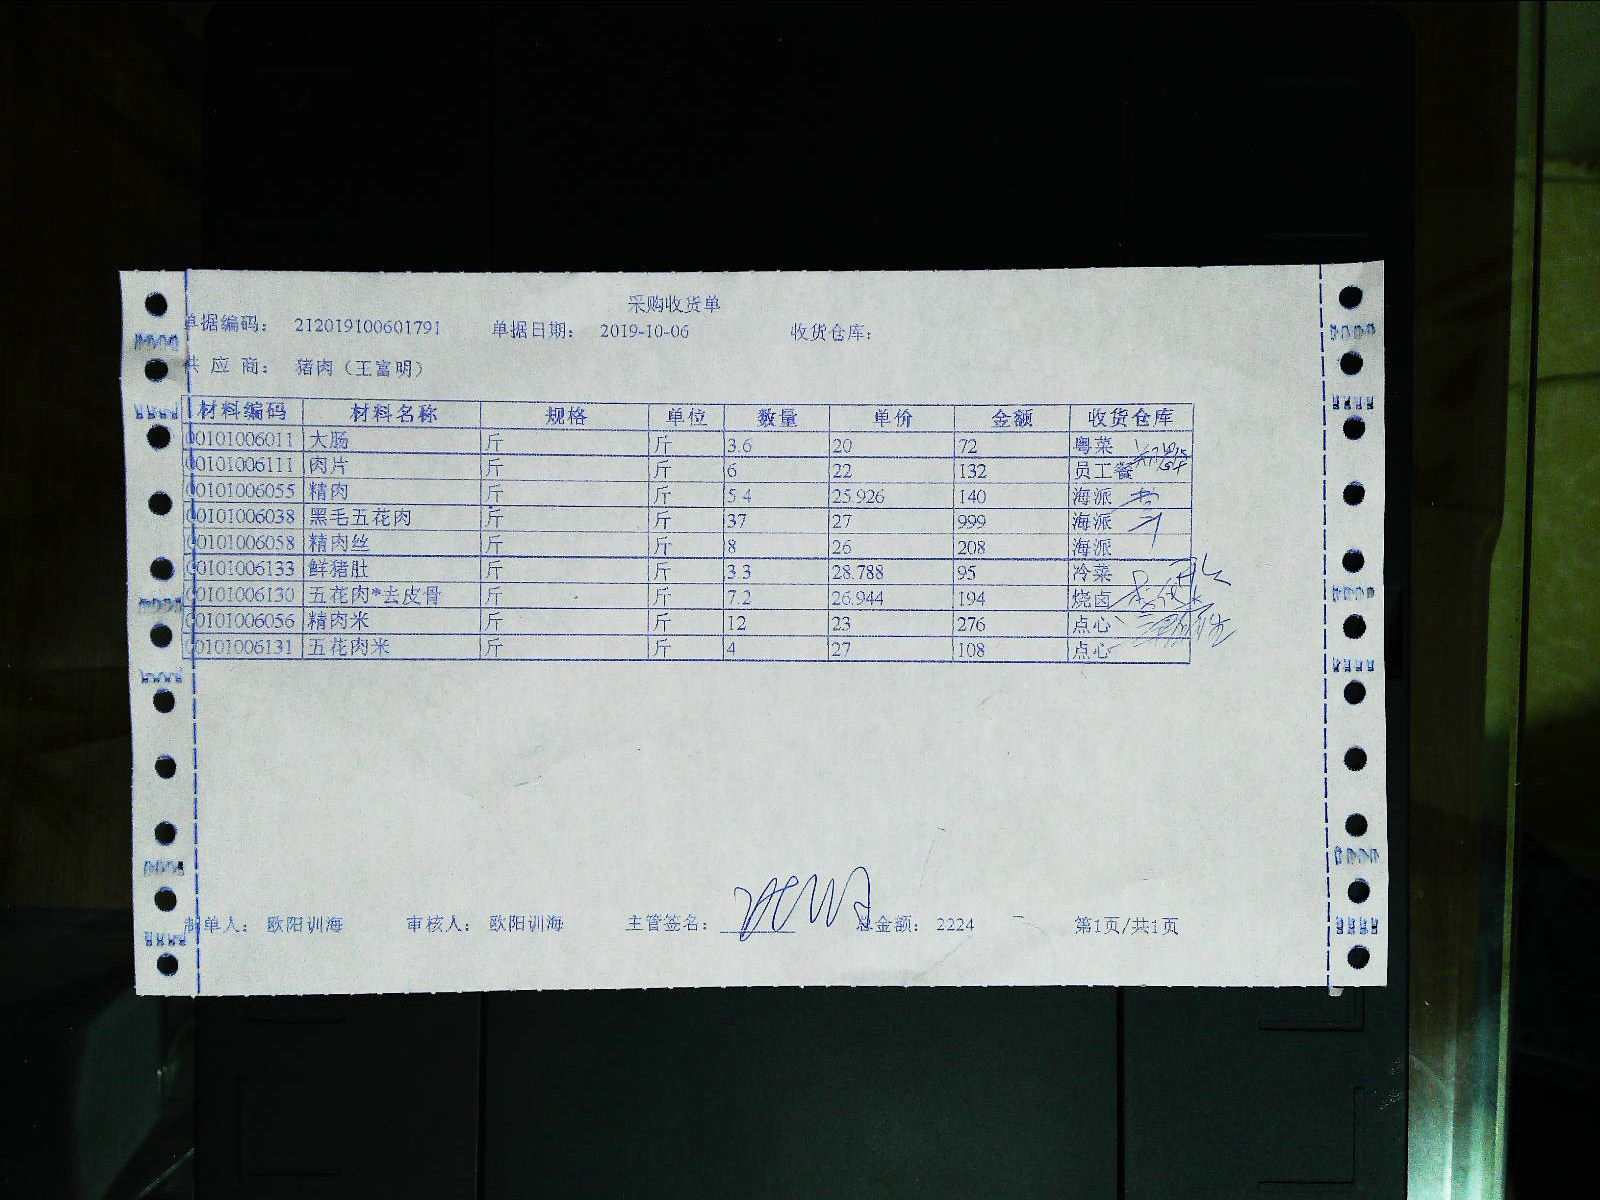 采购收货单
单据编码： 212019100601791 单据日期： 2019-10-06 收货仓库：
供应商： 猪肉（王富明）
材料编码 材料名称 规格 单位 数量 单价 金额 收货仓库
00101006011 大肠 斤 斤 3.6 20 72 粤菜
00101006111 肉片 斤 斤 6 22 132 员工餐
00101006055 精肉 斤 斤 5.4 25.926 140 海派
00101006038 黑毛五花肉 斤 斤 37 27 999 海派
00101006058 精肉丝 斤 斤 8 26 208 海派
00101006133 鲜猪肚 斤 斤 3.3 28.788 95 冷菜
00101006130 五花肉*去皮骨 斤 斤 7.2 26.944 194 烧卤
00101006056 精肉米 斤 斤 12 23 276 点心
00101006131 五花肉米 斤 斤 4 27 108 点心
制单人： 欧阳训海 审核人： 欧阳训海 主管签名： 总金额： 2224 第1页/共1页